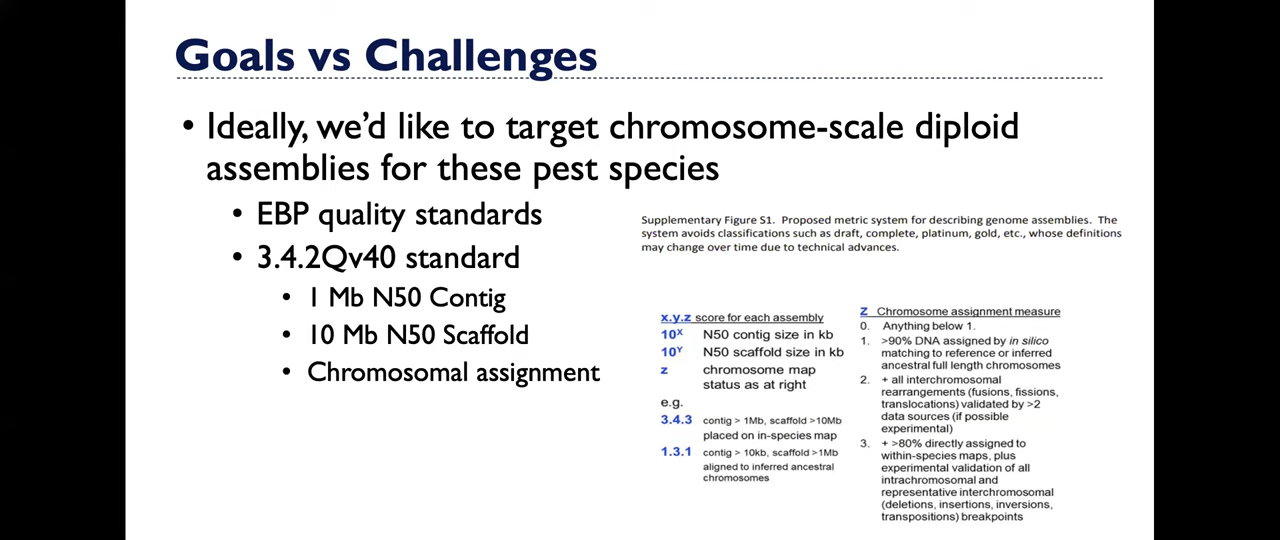 Goals vs Challenges
• Ideally, we'd like to target chromosome-scale diploid
assemblies for these pest species
• EBP quality standards
• 3.4.2Qv40 standard
• 1 Mb N50 Contig
• 10 Mb N50 Scaffold
• Chromosomal assignment
Supplementary Figure S1. Proposed metric system for describing genome assemblies. The
system avoids classifications such as draft, complete, platinum, gold, etc., whose definitions
may change over time due to technical advances.
x.y.z score for each assembly
10^X N50 contig size in kb
10^Y N50 scaffold size in kb
z chromosome map
status as at right
e.g.
3.4.3 contig > 1Mb, scaffold >10Mb
placed on in-species map
1.3.1 contig > 10kb, scaffold >1Mb
aligned to inferred ancestral
chromosomes
Z Chromosome assignment measure
0. Anything below 1.
1. >90% DNA assigned by in silico
matching to reference or inferred
ancestral full length chromosomes
2. + all interchromosomal
rearrangements (fusions, fissions,
translocations) validated by >2
data sources (if possible
experimental)
3. + >80% directly assigned to
within-species maps, plus
experimental validation of all
intrachromosomal and
representative interchromosomal
(deletions, insertions, inversions,
transpositions) breakpoints